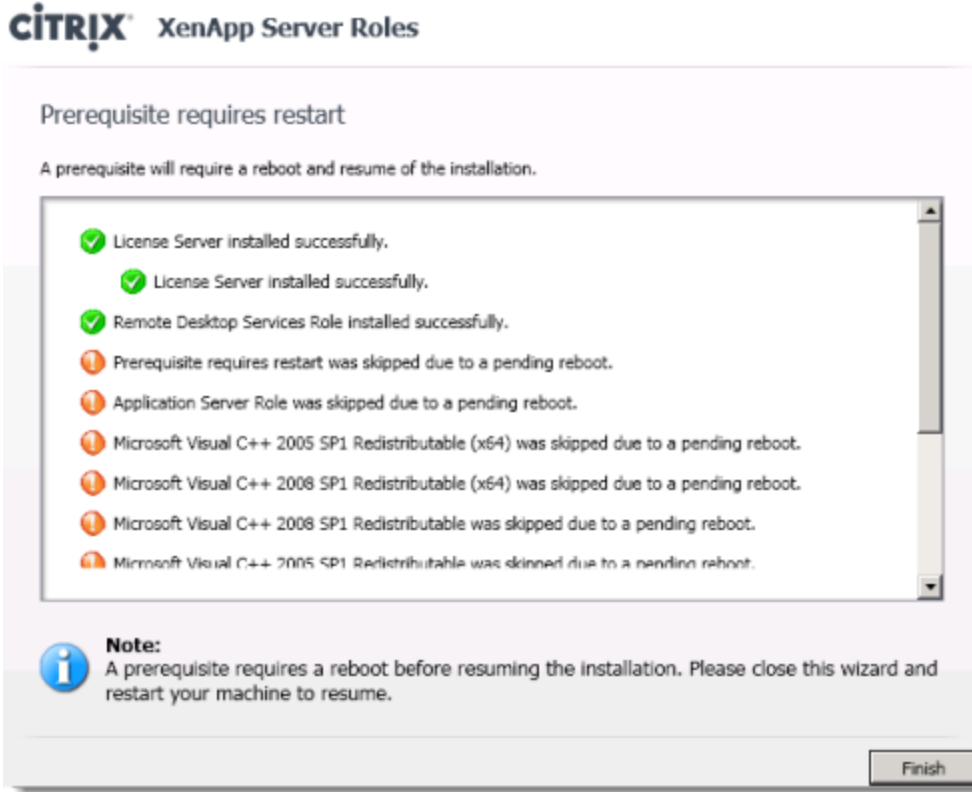 CITRIX XenApp Server Roles
Prerequisite requires restart
A prerequisite will require a reboot and resume of the installation.
License Server installed successfully.
License Server installed successfully.
Remote Desktop Services Role installed successfully.
Prerequisite requires restart was skipped due to a pending reboot.
Application Server Role was skipped due to a pending reboot.
Microsoft Visual C++ 2005 SP1 Redistributable (x64) was skipped due to a pending reboot.
Microsoft Visual C++ 2008 SP1 Redistributable (x64) was skipped due to a pending reboot.
Microsoft Visual C++ 2008 SP1 Redistributable was skipped due to a pending reboot.
Microsoft Visual C++ 2005 SP1 Redistributable was skipped due to a pending reboot.
Note:
A prerequisite requires a reboot before resuming the installation. Please close this wizard and
restart your machine to resume.
Finish